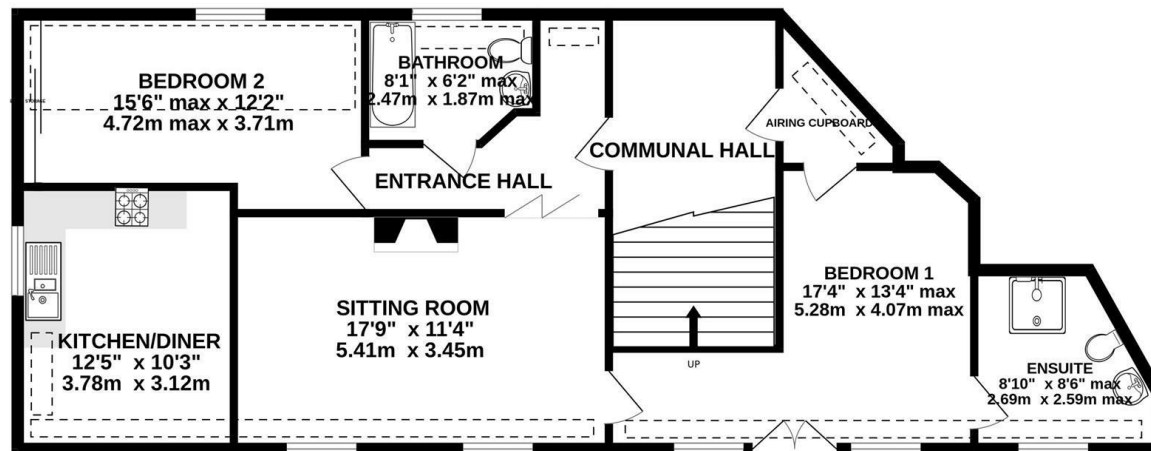 BEDROOM 2
15'6" max x 12'2"
4.72m max x 3.71m
BATHROOM
8'1" x 6'2" max
2.47m x 1.87m max
AIRING CUPBOARD
COMMUNAL HALL
ENTRANCE HALL
BEDROOM 1
17'4" x 13'4" max
5.28m x 4.07m max
SITTING ROOM
17'9" x 11'4"
5.41m x 3.45m
KITCHEN/DINER
12'5" x 10'3"
3.78m x 3.12m
UP
ENSUITE
8'10" x 8'6" max
2.69m x 2.59m max